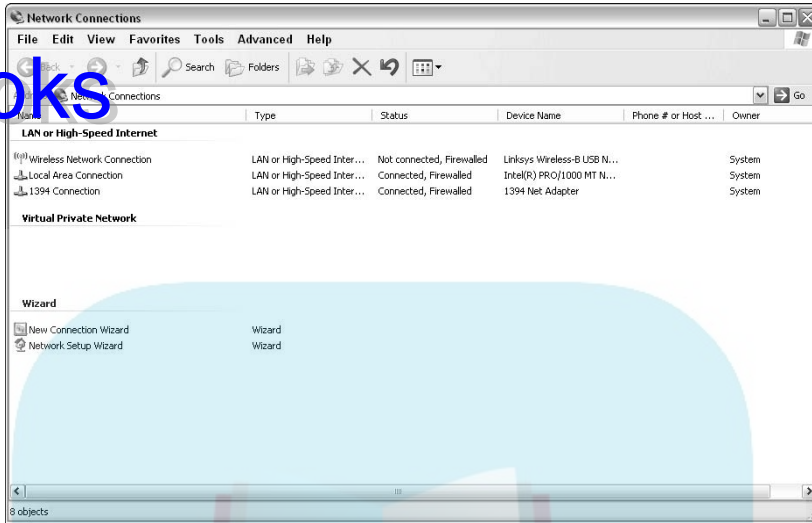 Network Connections
File Edit View Favorites Tools Advanced Help
Back Search Folders
oks
Network Connections Go
Name Type Status Device Name Phone # or Host ... Owner
LAN or High-Speed Internet
Wireless Network Connection LAN or High-Speed Inter... Not connected, Firewalled Linksys Wireless-B USB N... System
Local Area Connection LAN or High-Speed Inter... Connected, Firewalled Intel(R) PRO/1000 MT N... System
1394 Connection LAN or High-Speed Inter... Connected, Firewalled 1394 Net Adapter System
Virtual Private Network
Wizard
New Connection Wizard Wizard
Network Setup Wizard Wizard
8 objects